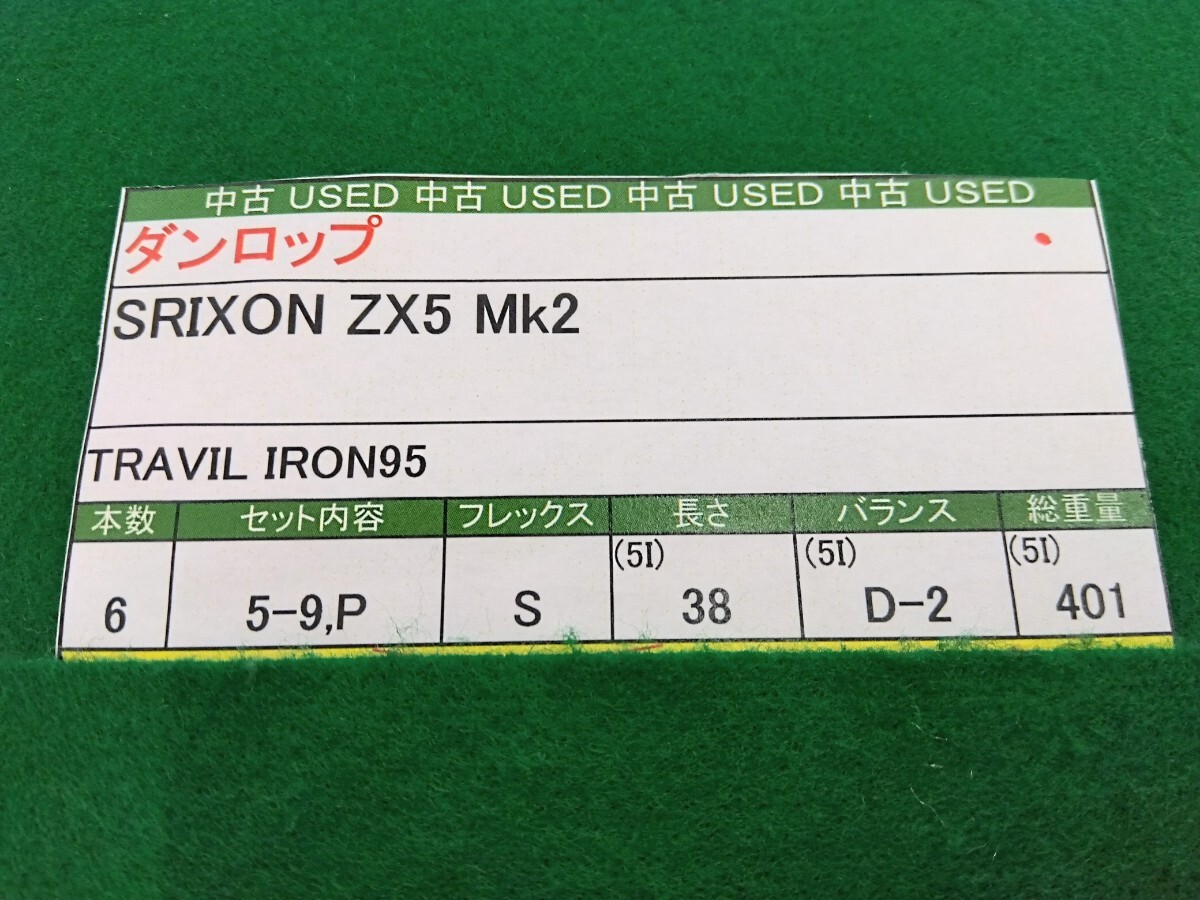 中古 USED 中古 USED 中古 USED 中古 USED
ダンロップ
SRIXON ZX5 Mk2
TRAVIL IRON95
本数 セット内容 フレックス 長さ バランス 総重量
(5I) (5I) (5I)
6 5-9,P S 38 D-2 401